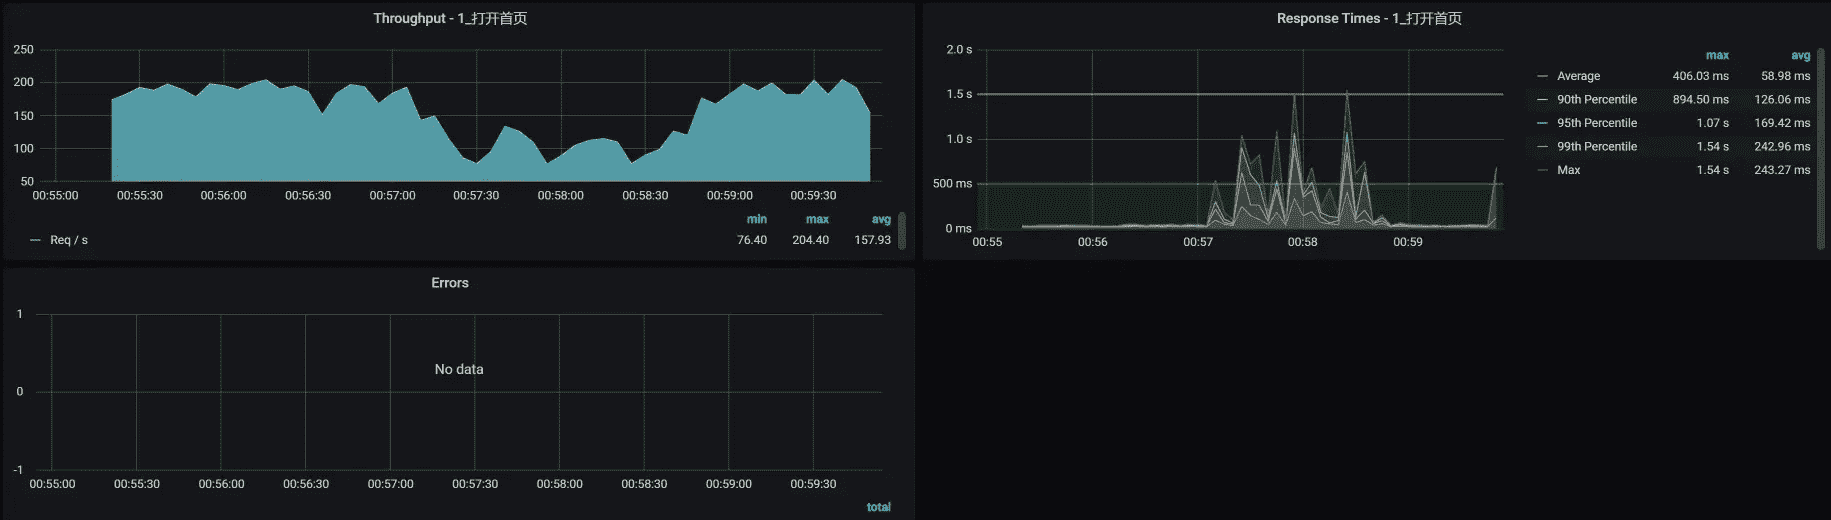 Throughput - 1_打开首页
250
200
150
100
50
00:55:00 00:55:30 00:56:00 00:56:30 00:57:00 00:57:30 00:58:00 00:58:30 00:59:00 00:59:30
min max avg
Req / s 76.40 204.40 157.93
Response Times - 1_打开首页
2.0 s
1.5 s
1.0 s
500 ms
0 ms
00:55 00:56 00:57 00:58 00:59
max avg
Average 406.03 ms 58.98 ms
90th Percentile 894.50 ms 126.06 ms
95th Percentile 1.07 s 169.42 ms
99th Percentile 1.54 s 242.96 ms
Max 1.54 s 243.27 ms
Errors
1
No data
0
-1
00:55:00 00:55:30 00:56:00 00:56:30 00:57:00 00:57:30 00:58:00 00:58:30 00:59:00 00:59:30
total